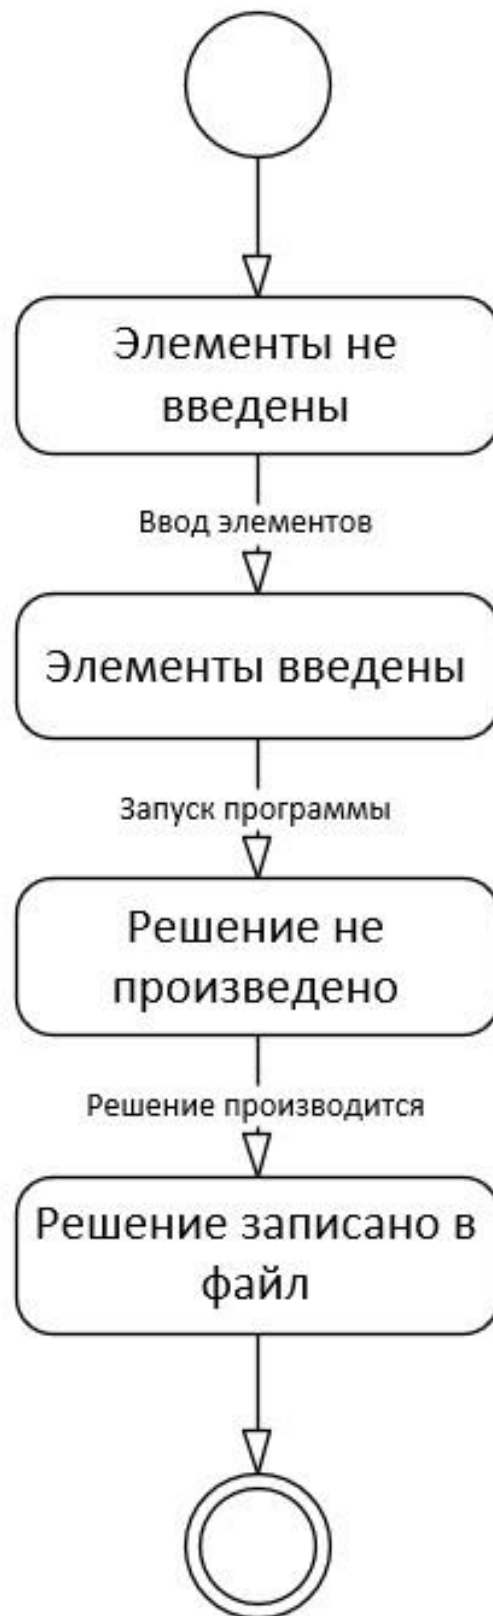 Элементы не
введены
Ввод элементов
Элементы введены
Запуск программы
Решение не
произведено
Решение производится
Решение записано в
файл